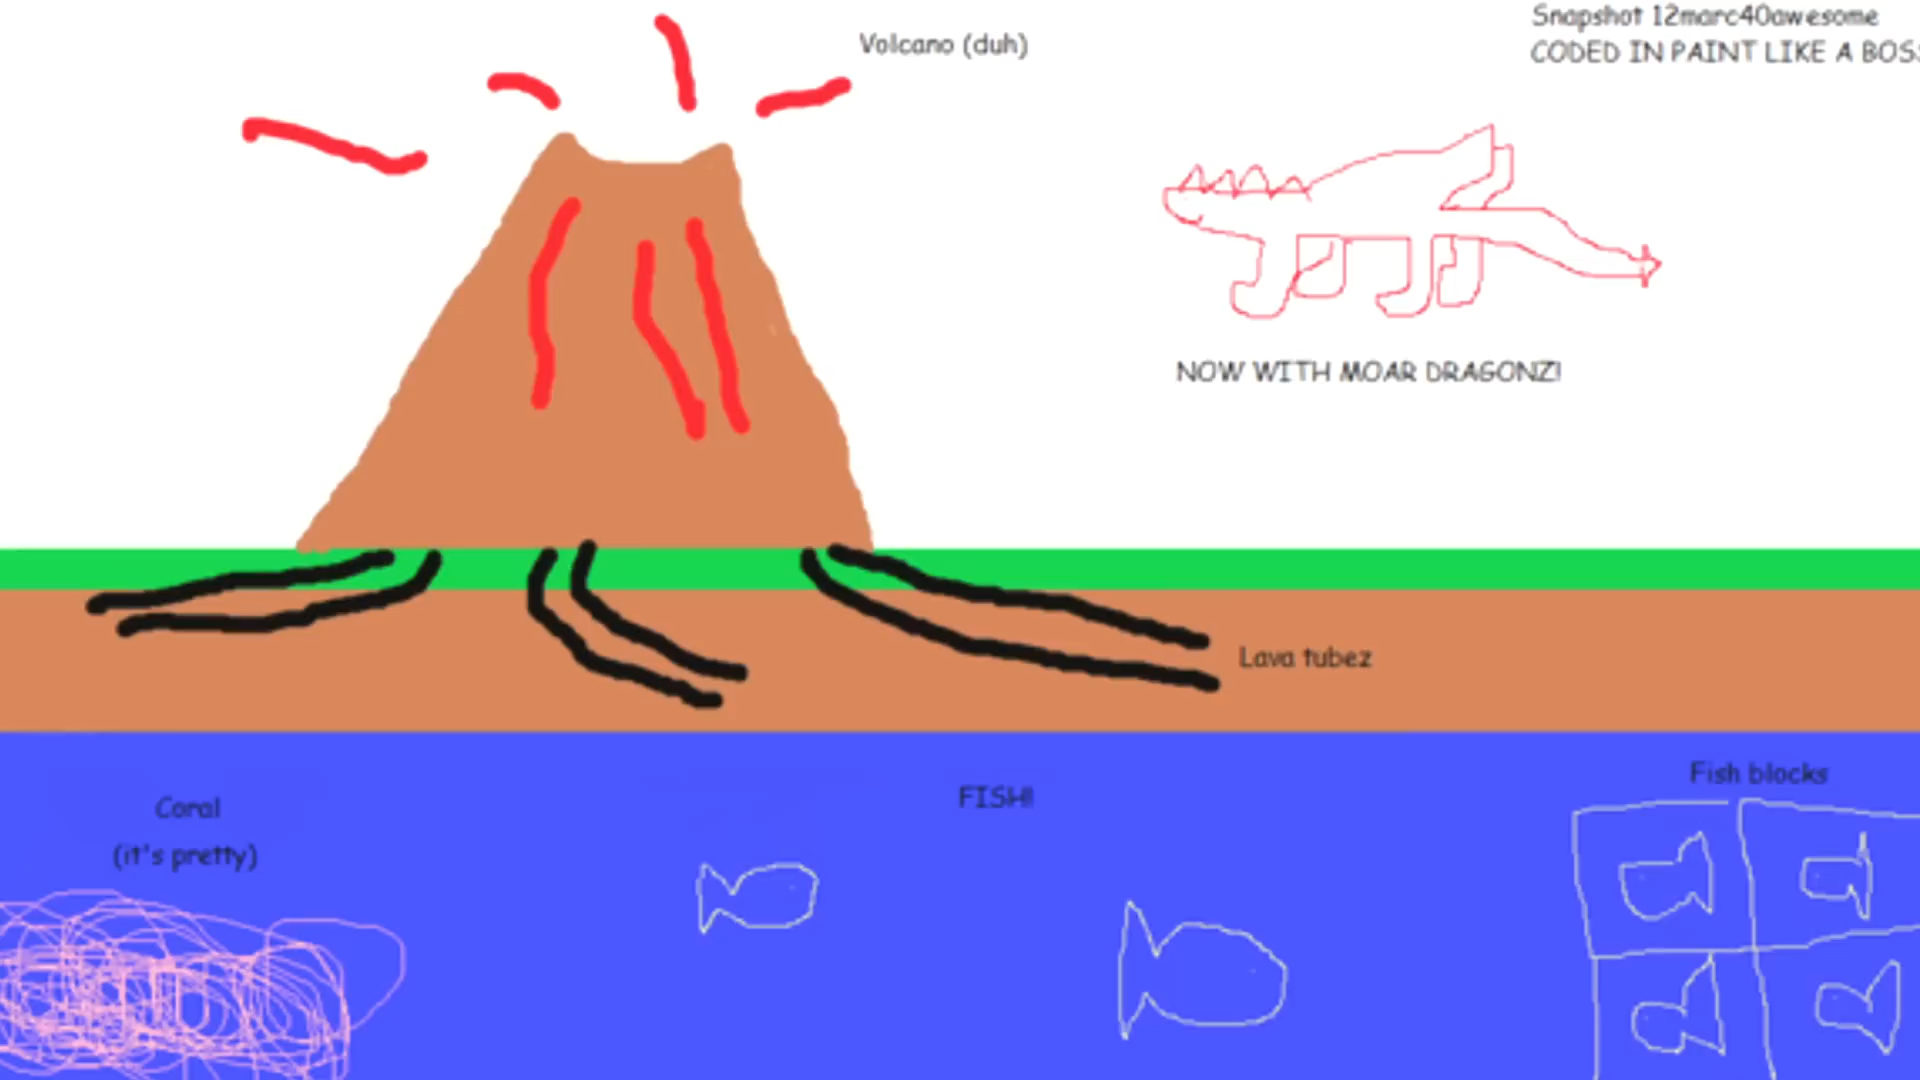 Snapshot 12marc40awesome
CODED IN PAINT LIKE A BOSS
Volcano (duh)
NOW WITH MOAR DRAGONZ!
Lava tubez
Fish blocks
FISH!
Coral
(it's pretty)